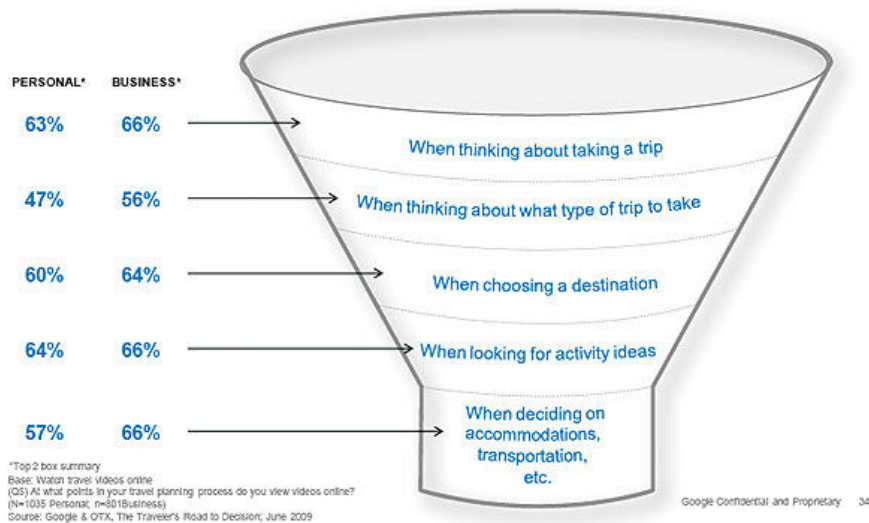 PERSONAL* BUSINESS*
63% 66% When thinking about taking a trip
47% 56% When thinking about what type of trip to take
60% 64% When choosing a destination
64% 66% When looking for activity ideas
57% 66% When deciding on
accommodations,
transportation,
etc.
*Top 2 box summary
Base: Watch travel videos online
(Q5) At what points in your travel planning process do you view videos online?
(N=1035 Personal; n=801Business)
Source: Google & OTX, The Traveler's Road to Decision; June 2009
Google Confidential and Proprietary 34